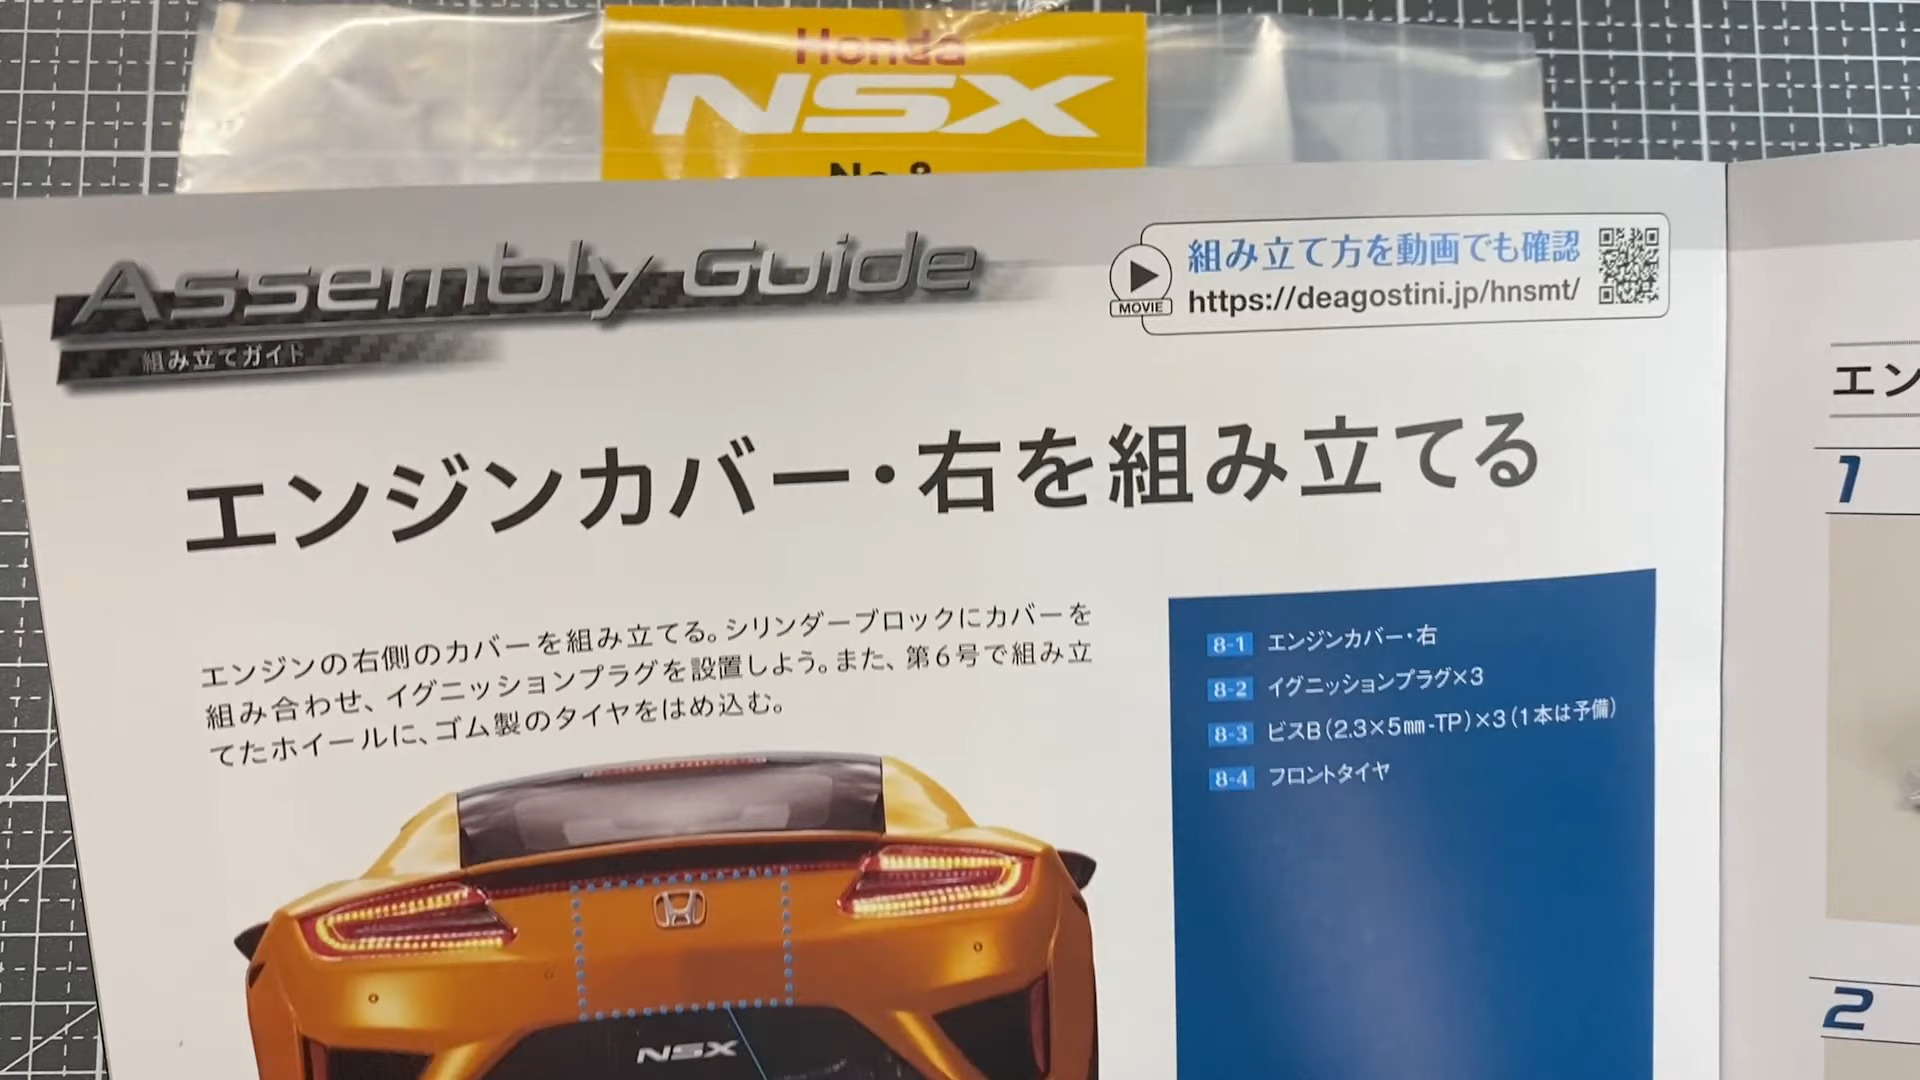 Honda
NSX
No.8
Assembly Guide
組み立てガイド
組み立て方を動画でも確認
https://deagostini.jp/hnsmt/
MOVIE
エンジンカバー・右を組み立てる
エンジンの右側のカバーを組み立てる。シリンダーブロックにカバーを
組み合わせ、イグニッションプラグを設置しよう。また、第6号で組み立
てたホイールに、ゴム製のタイヤをはめ込む。
8-1 エンジンカバー・右
8-2 イグニッションプラグ×3
8-3 ビスB(2.3×5㎜-TP)×3(1本は予備)
8-4 フロントタイヤ
NSX
エン
1
2